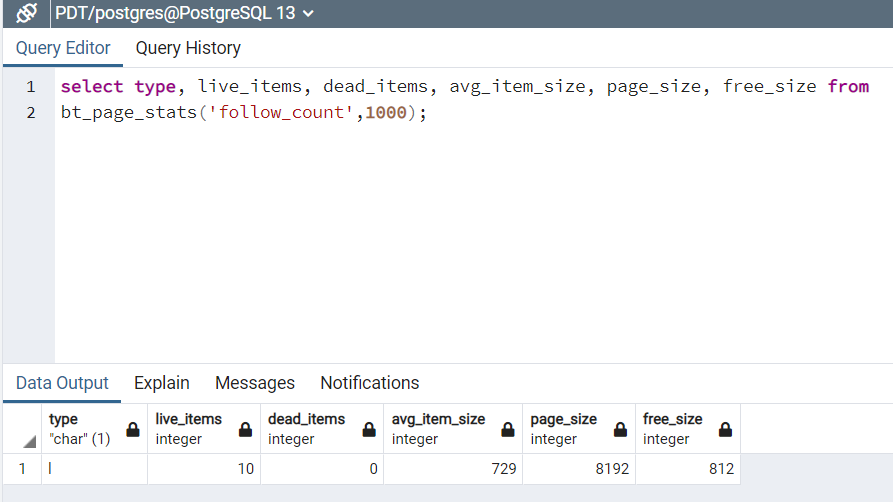 PDT/postgres@PostgreSQL 13
Query Editor Query History
1 select type, live_items, dead_items, avg_item_size, page_size, free_size from
2 bt_page_stats('follow_count',1000);
Data Output Explain Messages Notifications
type live_items dead_items avg_item_size page_size free_size
"char" (1) integer integer integer integer integer
1 l 10 0 729 8192 812